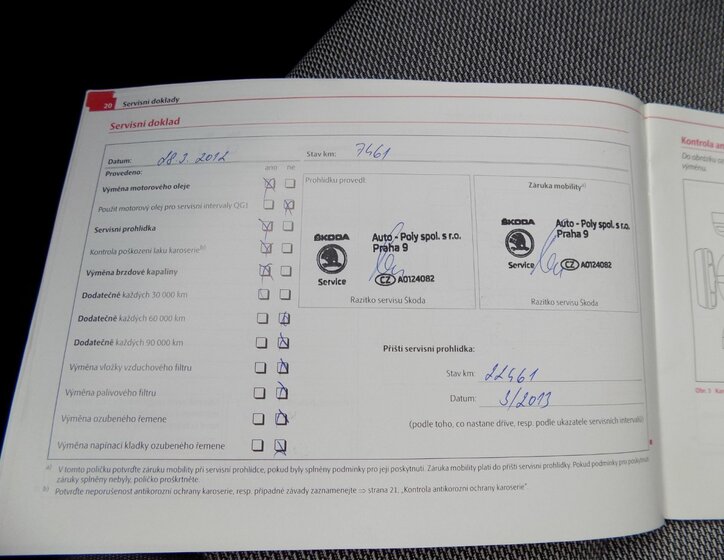 20 Servisní doklady
Servisní doklad
Datum: 28 3. 2012 Stav km: 7461
Provedeno: ano ne
Výměna motorového oleje
Použit motorový olej pro servisní intervaly QG1
Servisní prohlídka
Kontrola poškození laku karoserie b)
Výměna brzdové kapaliny
Dodatečně každých 30 000 km
Dodatečně každých 60 000 km
Dodatečně každých 90 000 km
Výměna vložky vzduchového filtru
Výměna palivového filtru
Výměna ozubeného řemene
Výměna napínací kladky ozubeného řemene
Prohlídku provedl:
ŠKODA
Service
Auto - Poly spol. s r.o.
Praha 9
CZ A0124082
Razítko servisu Škoda
Záruka mobility a)
ŠKODA
Service
Auto - Poly spol. s r.o.
Praha 9
CZ A0124082
Razítko servisu Škoda
Příští servisní prohlídka:
Stav km: 22461
Datum: 3/2013
(podle toho, co nastane dříve, resp. podle ukazatele servisních intervalů)
a) V tomto políčku potvrďte záruku mobility při servisní prohlídce, pokud byly splněny podmínky pro její poskytnutí. Záruka mobility platí do příští servisní prohlídky. Pokud podmínky pro poskytnutí
záruky splněny nebyly, políčko proškrtněte.
b) Potvrďte neporušenost antikorozní ochrany karoserie, resp. případné závady zaznamenejte ⇒ strana 21, „Kontrola antikorozní ochrany karoserie“.
Kontrola an
Do obrázku
výměnu.